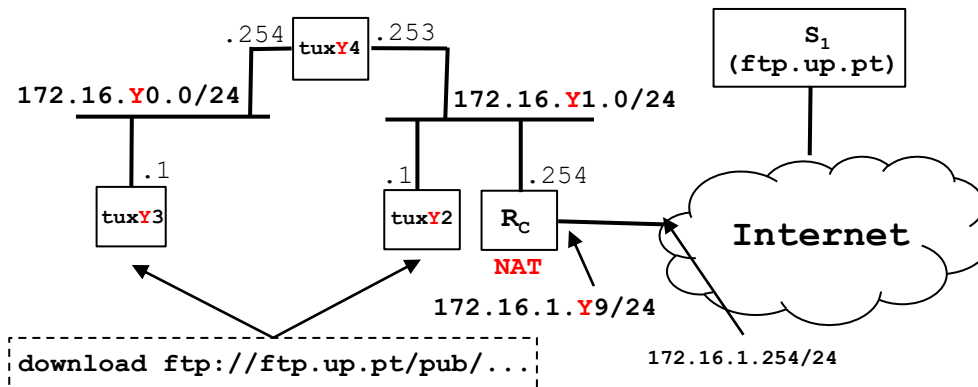 .254
tuxY4
.253
S1
(ftp.up.pt)
172.16.Y0.0/24
172.16.Y1.0/24
.1
.1
.254
tuxY3
tuxY2
RC
Internet
NAT
172.16.1.Y9/24
172.16.1.254/24
download ftp://ftp.up.pt/pub/...